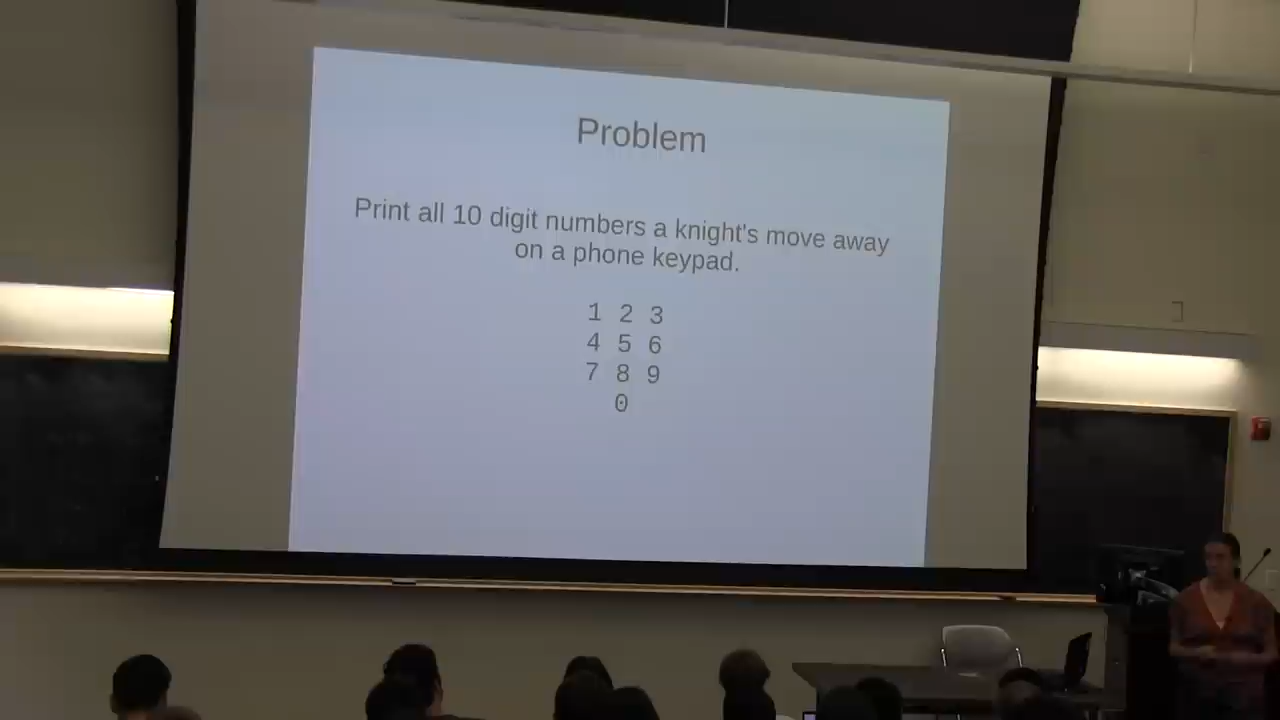 Problem
Print all 10 digit numbers a knight's move away
on a phone keypad.
1 2 3
4 5 6
7 8 9
0